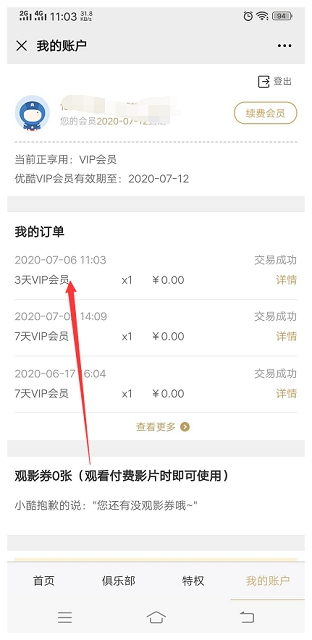 2G 4G 11:03 31.8 KB/s 94
我的账户
登出
您的会员2020-07-12
续费会员
当前正享用：VIP会员
优酷VIP会员有效期至：2020-07-12
我的订单
2020-07-06 11:03 交易成功
3天VIP会员 x1 ￥0.00 详情
2020-07-0 14:09 交易成功
7天VIP会员 x1 ￥0.00 详情
2020-06-17 16:04 交易成功
7天VIP会员 x1 ￥0.00 详情
查看更多
观影券0张（观看付费影片时即可使用）
小酷抱歉的说："您还有没观影券哦~"
首页 俱乐部 特权 我的账户